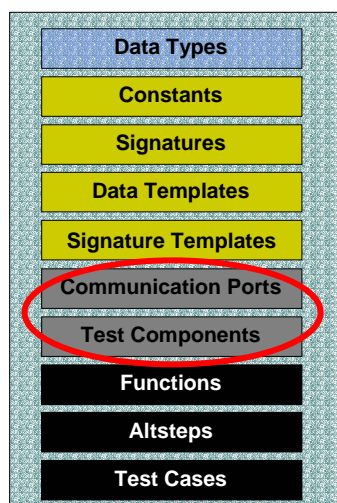 Data Types
Constants
Signatures
Data Templates
Signature Templates
Communication Ports
Test Components
Functions
Altsteps
Test Cases